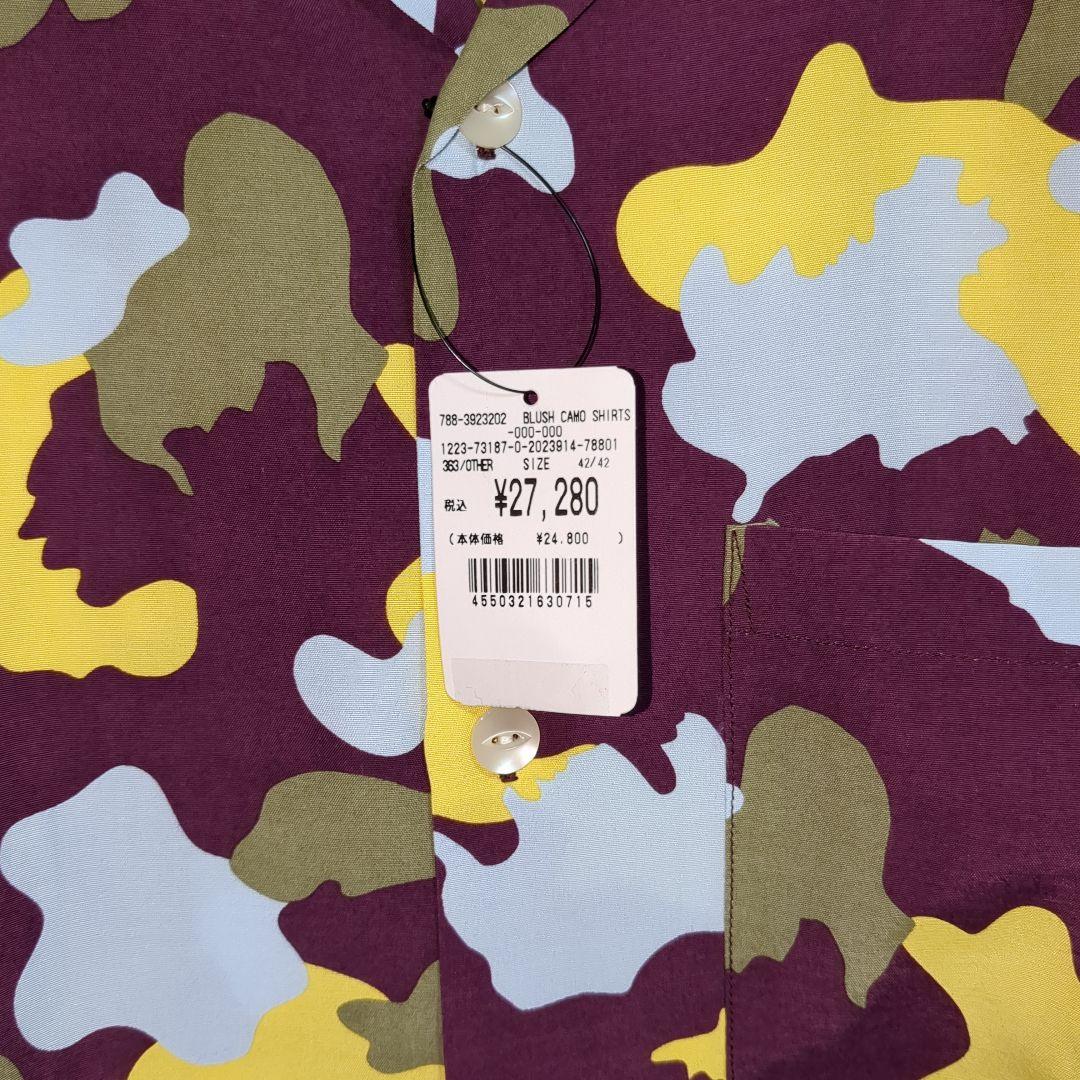 788-3923202 BLUSH CAMO SHIRTS
-000-000
1223-73187-0-2023914-78801
363/OTHER SIZE 42/42
税込 ¥27,280
(本体価格 ¥24.800 )
4550321630715